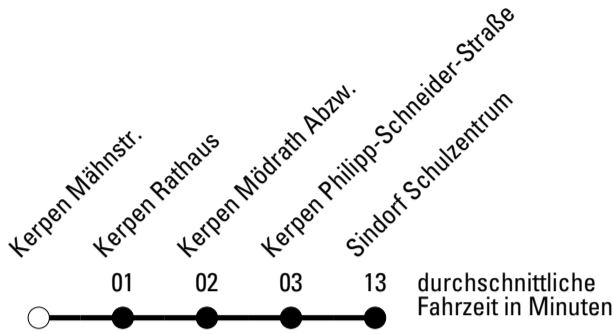 Kerpen Mähnstr.
Kerpen Rathaus
Kerpen Mödrath Abzw.
Kerpen Philipp-Schneider-Straße
Sindorf Schulzentrum
01 02 03 13 durchschnittliche
Fahrzeit in Minuten